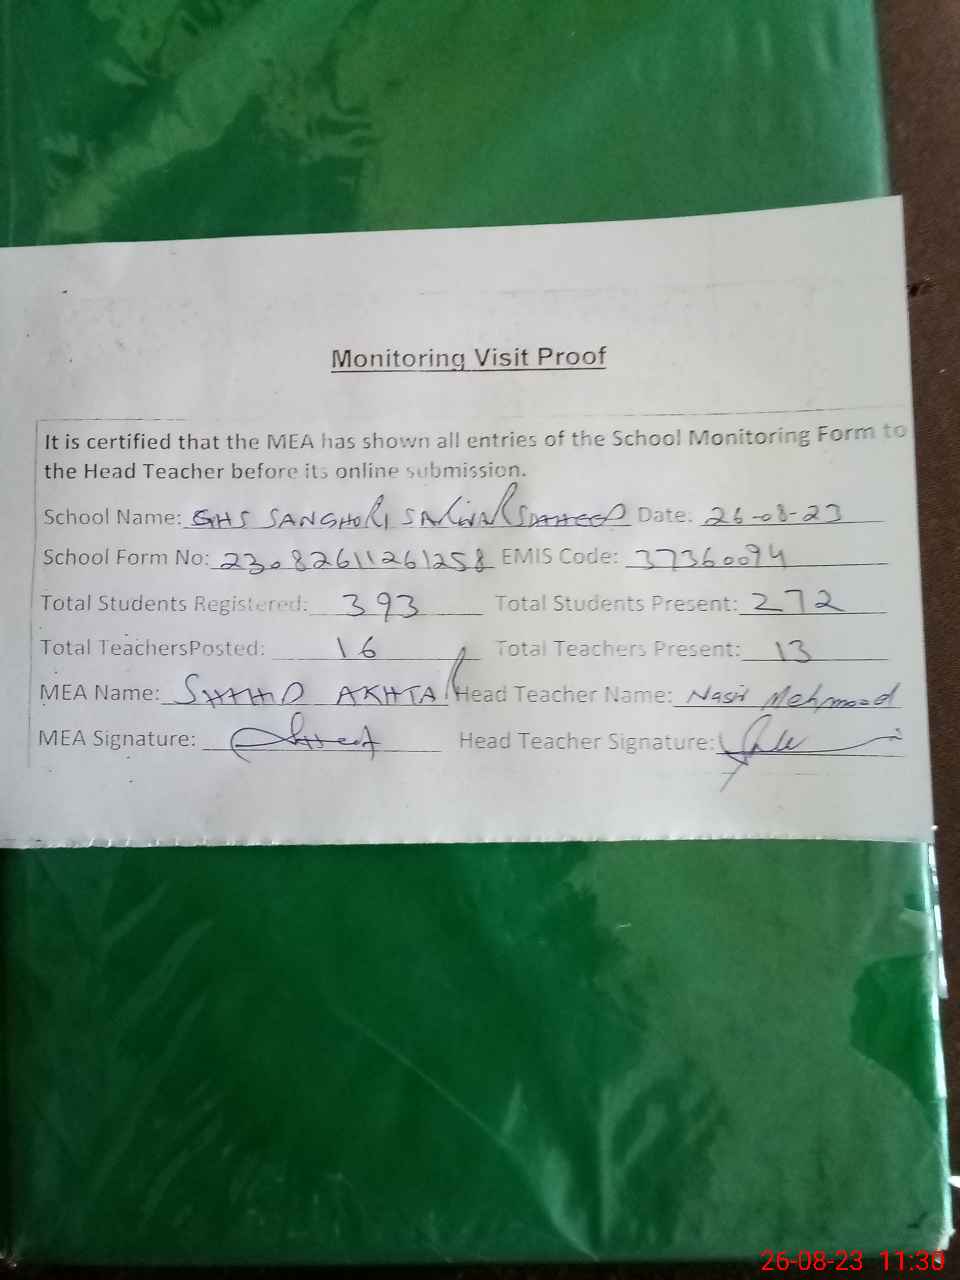 Monitoring Visit Proof
It is certified that the MEA has shown all entries of the School Monitoring Form to
the Head Teacher before its online submission.
School Name: GHS SANGHORI Date: 26-08-23
School Form No: 23082611261258 EMIS Code: 37360094
Total Students Registered: 393 Total Students Present: 272
Total TeachersPosted: 16 Total Teachers Present: 13
MEA Name: SHAHID AKHTAR Head Teacher Name: Nasir Mehmood
MEA Signature: Head Teacher Signature:
26-08-23 11:30